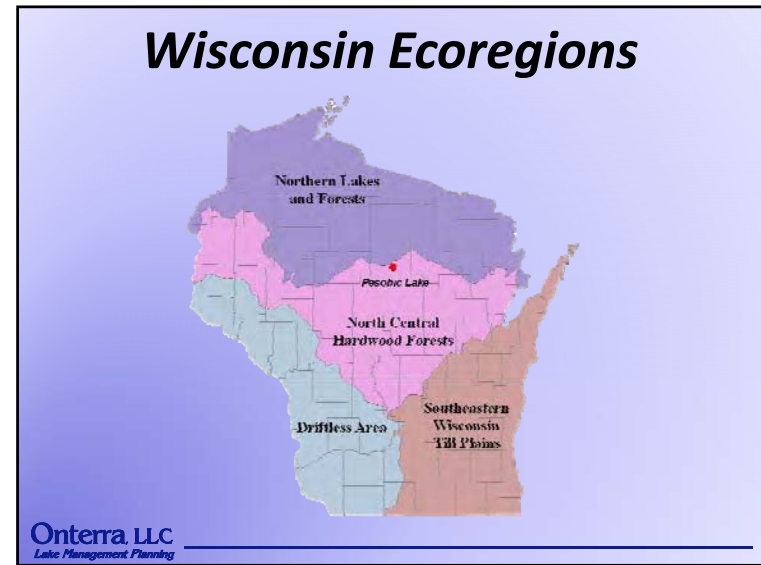 Wisconsin Ecoregions
Northern Lakes
and Forests
Pesobic Lake
North Central
Hardwood Forests
Southeastern
Wisconsin
Till Plains
Driftless Area
Onterra, LLC
Lake Management Planning